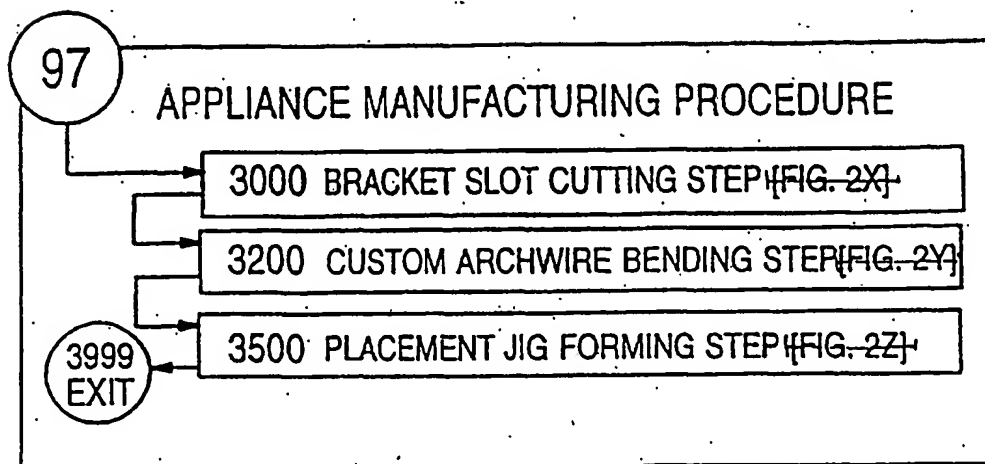 97
APPLIANCE MANUFACTURING PROCEDURE
3000 BRACKET SLOT CUTTING STEP [FIG. 2X]
3200 CUSTOM ARCHWIRE BENDING STEP [FIG. 2Y]
3500 PLACEMENT JIG FORMING STEP [FIG. 2Z]
3999
EXIT